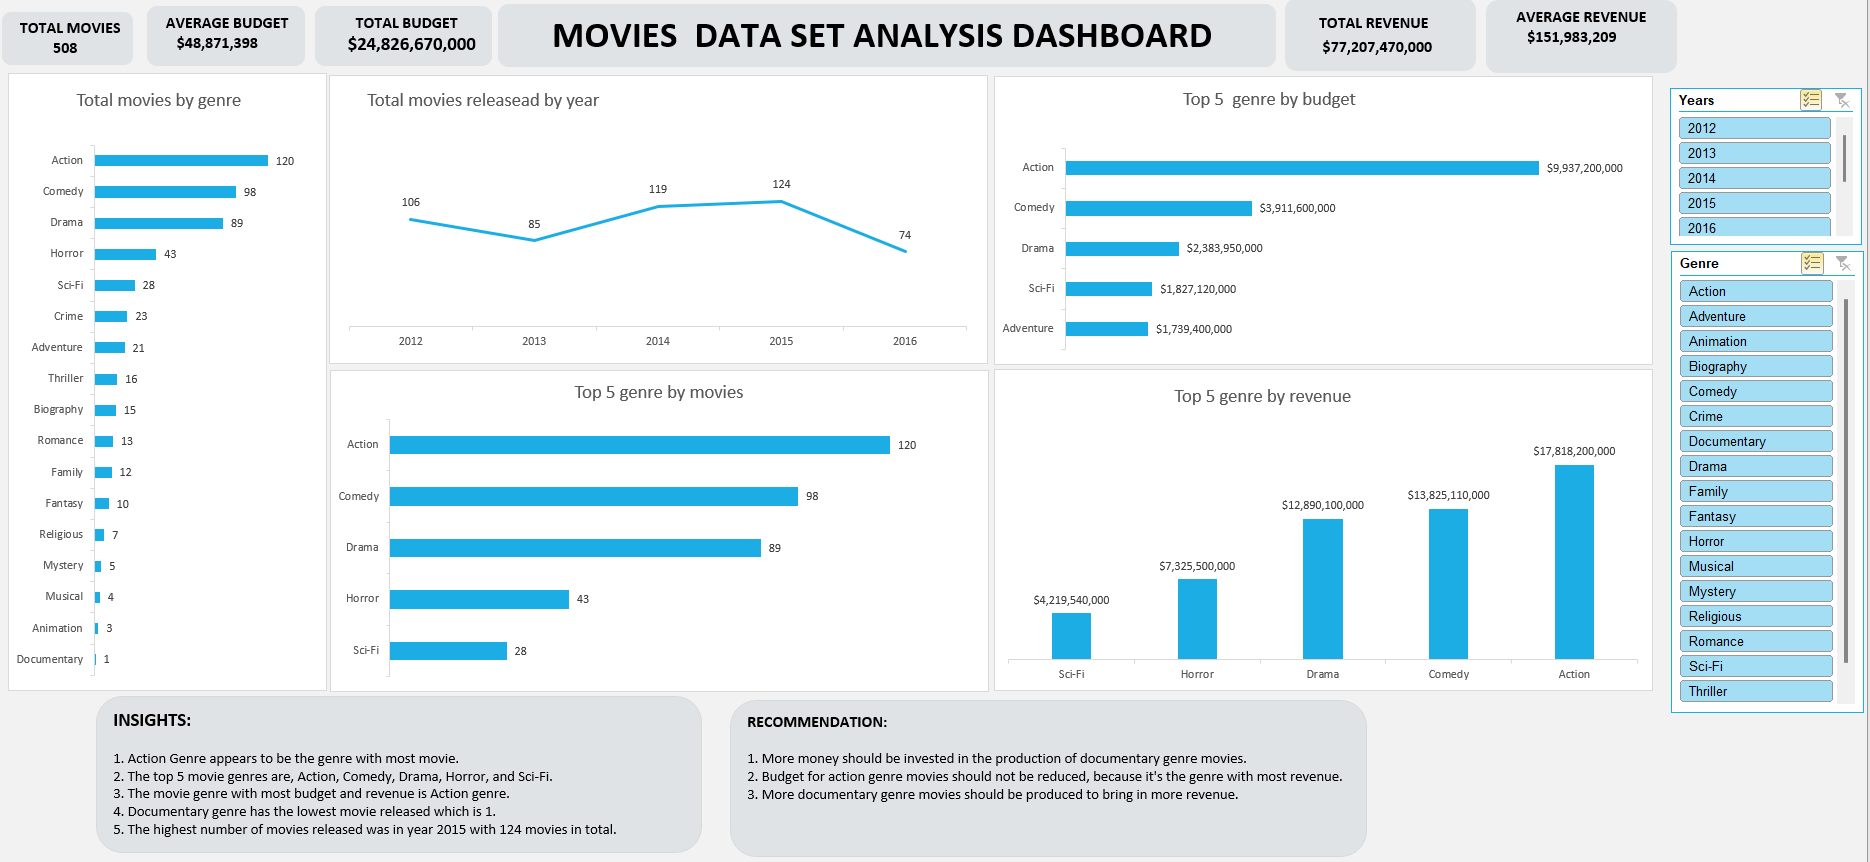 TOTAL MOVIES
508
AVERAGE BUDGET
$48,871,398
TOTAL BUDGET
$24,826,670,000
MOVIES  DATA SET ANALYSIS DASHBOARD
TOTAL REVENUE
$77,207,470,000
AVERAGE REVENUE
$151,983,209
Total movies by genre
Action 120
Comedy 98
Drama 89
Horror 43
Sci-Fi 28
Crime 23
Adventure 21
Thriller 16
Biography 15
Romance 13
Family 12
Fantasy 10
Religious 7
Mystery 5
Musical 4
Animation 3
Documentary 1
Total movies releasead by year
106 85 119 124 74
2012 2013 2014 2015 2016
Top 5 genre by movies
Action 120
Comedy 98
Drama 89
Horror 43
Sci-Fi 28
Top 5  genre by budget
Action $9,937,200,000
Comedy $3,911,600,000
Drama $2,383,950,000
Sci-Fi $1,827,120,000
Adventure $1,739,400,000
Top 5 genre by revenue
$4,219,540,000 $7,325,500,000 $12,890,100,000 $13,825,110,000 $17,818,200,000
Sci-Fi Horror Drama Comedy Action
Years
2012
2013
2014
2015
2016
Genre
Action
Adventure
Animation
Biography
Comedy
Crime
Documentary
Drama
Family
Fantasy
Horror
Musical
Mystery
Religious
Romance
Sci-Fi
Thriller
INSIGHTS:
1. Action Genre appears to be the genre with most movie.
2. The top 5 movie genres are, Action, Comedy, Drama, Horror, and Sci-Fi.
3. The movie genre with most budget and revenue is Action genre.
4. Documentary genre has the lowest movie released which is 1.
5. The highest number of movies released was in year 2015 with 124 movies in total.
RECOMMENDATION:
1. More money should be invested in the production of documentary genre movies.
2. Budget for action genre movies should not be reduced, because it's the genre with most revenue.
3. More documentary genre movies should be produced to bring in more revenue.